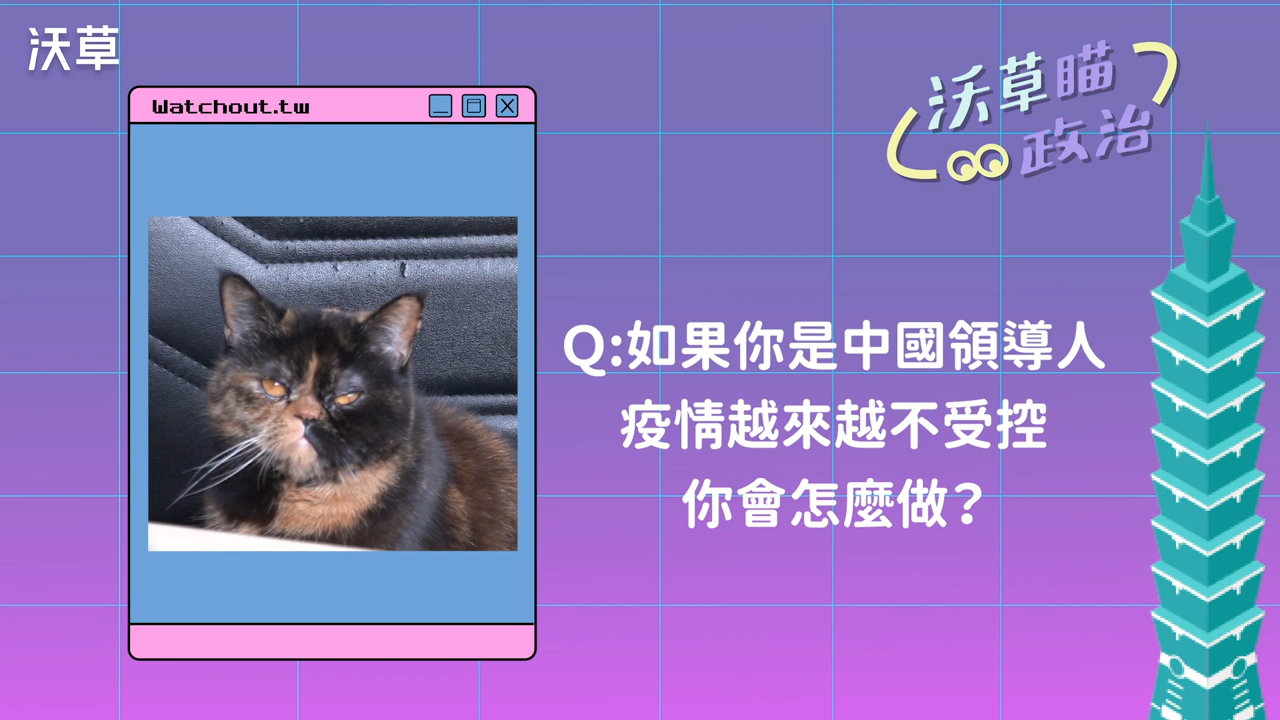 沃草
Watchout.tw
沃草瞄
政治
Q:如果你是中國領導人
疫情越來越不受控
你會怎麼做?